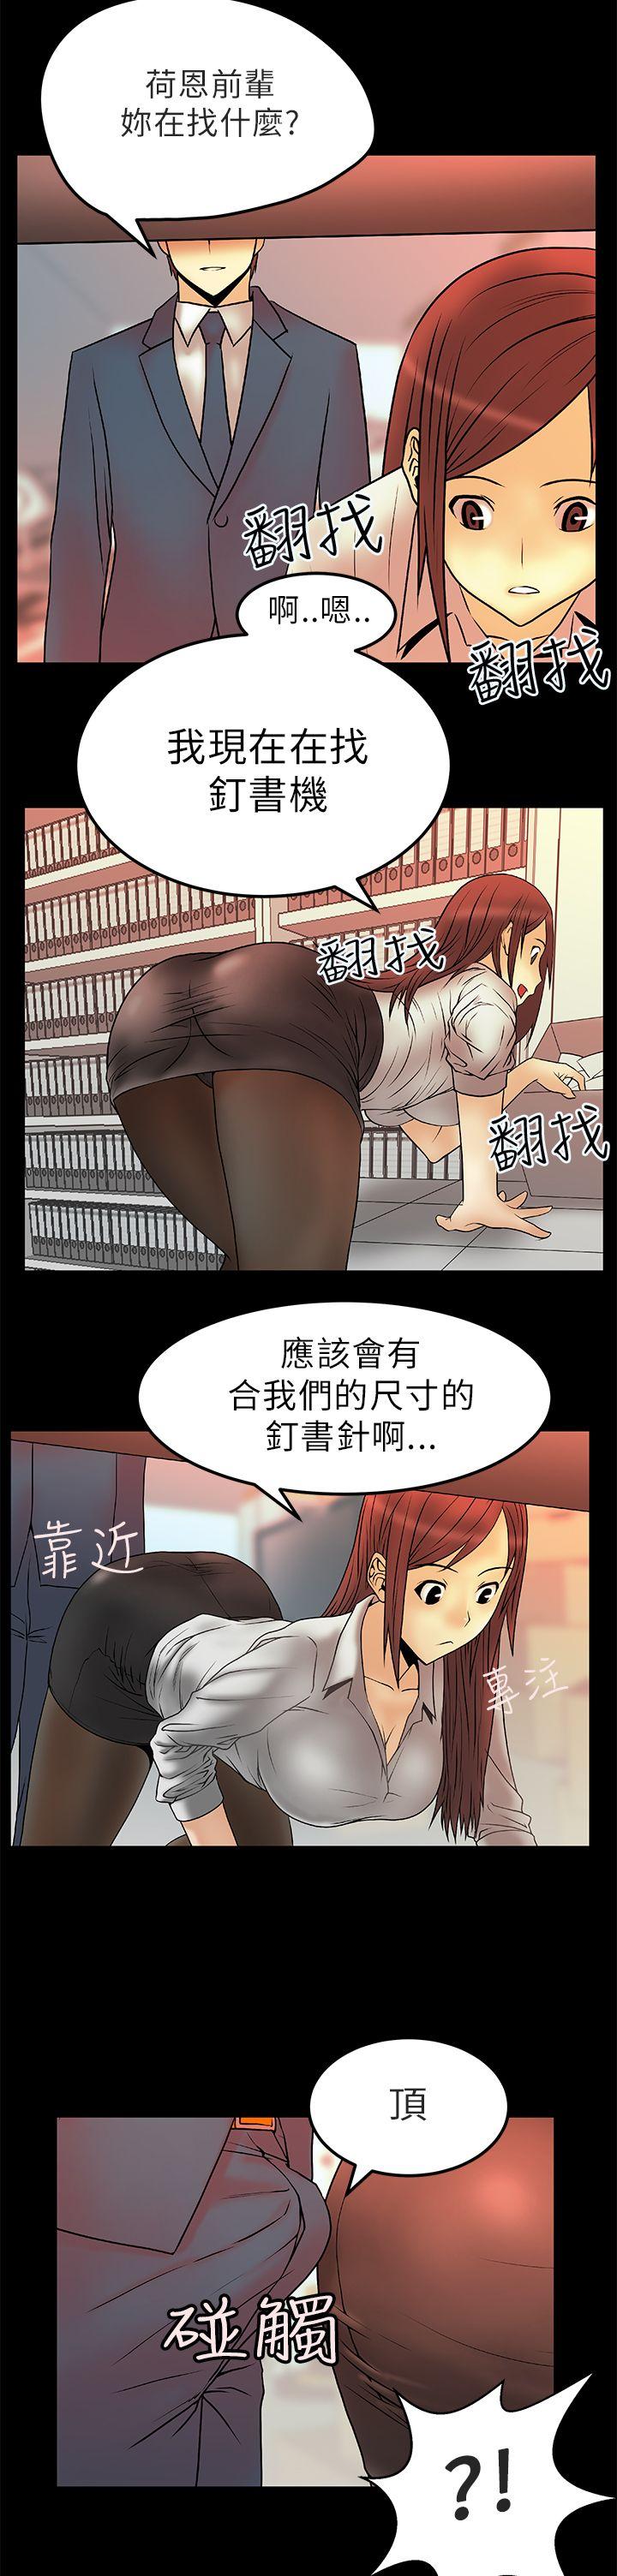 荷恩前輩
妳在找什麼?
翻找
啊..嗯..
翻找
我現在在找
釘書機
翻找
翻找
應該會有
合我們的尺寸的
釘書針啊...
靠近
專注
頂
碰觸
?!